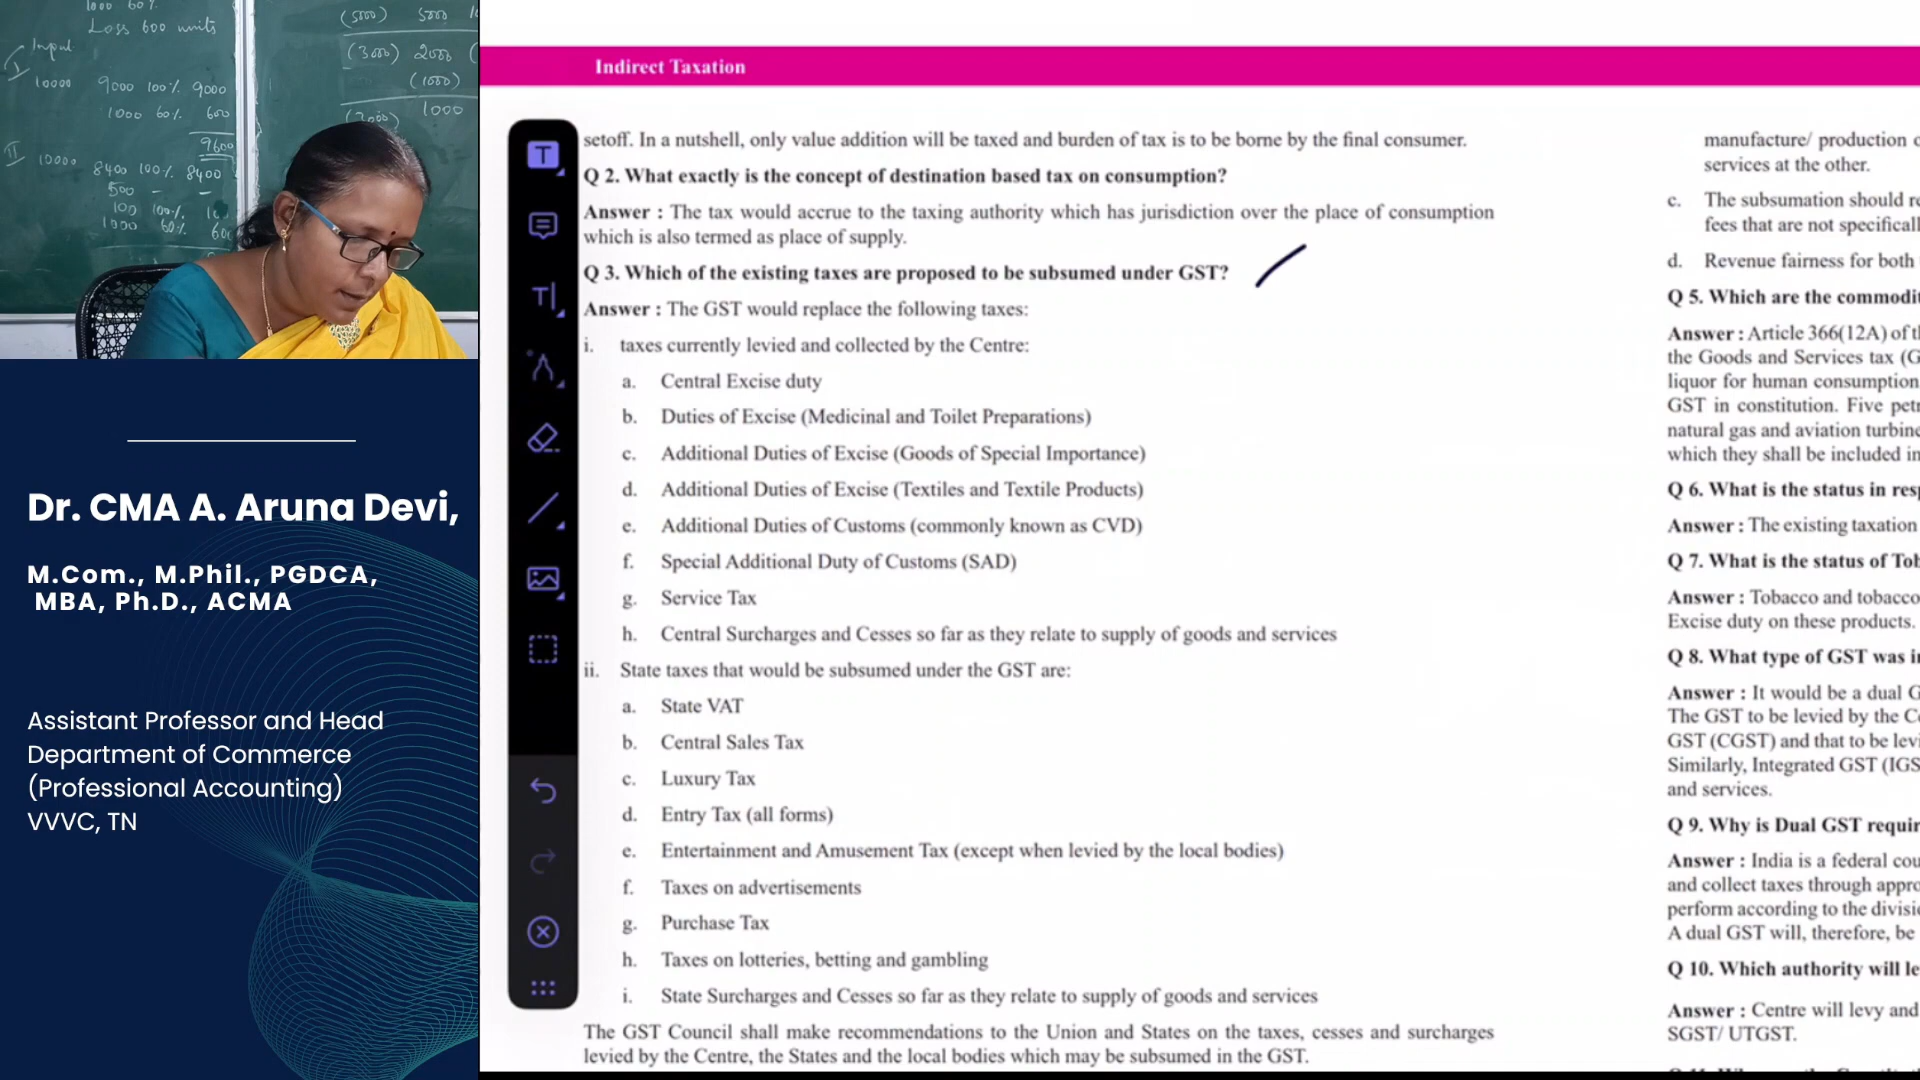 1000 60%
Loss 600 units
Input
I
10000 9000 100% 9000
1000 60% 600
9600
II 10000 8400 100% 8400
500 - -
100 100%
1000 60% 600
(5000) 5000
(3000) 2000
(1000)
1000
Dr. CMA A. Aruna Devi,
M.Com., M.Phil., PGDCA,
MBA, Ph.D., ACMA
Assistant Professor and Head
Department of Commerce
(Professional Accounting)
VVVC, TN
Indirect Taxation
setoff. In a nutshell, only value addition will be taxed and burden of tax is to be borne by the final consumer.
Q 2. What exactly is the concept of destination based tax on consumption?
Answer : The tax would accrue to the taxing authority which has jurisdiction over the place of consumption
which is also termed as place of supply.
Q 3. Which of the existing taxes are proposed to be subsumed under GST?
Answer : The GST would replace the following taxes:
i. taxes currently levied and collected by the Centre:
a. Central Excise duty
b. Duties of Excise (Medicinal and Toilet Preparations)
c. Additional Duties of Excise (Goods of Special Importance)
d. Additional Duties of Excise (Textiles and Textile Products)
e. Additional Duties of Customs (commonly known as CVD)
f. Special Additional Duty of Customs (SAD)
g. Service Tax
h. Central Surcharges and Cesses so far as they relate to supply of goods and services
ii. State taxes that would be subsumed under the GST are:
a. State VAT
b. Central Sales Tax
c. Luxury Tax
d. Entry Tax (all forms)
e. Entertainment and Amusement Tax (except when levied by the local bodies)
f. Taxes on advertisements
g. Purchase Tax
h. Taxes on lotteries, betting and gambling
i. State Surcharges and Cesses so far as they relate to supply of goods and services
The GST Council shall make recommendations to the Union and States on the taxes, cesses and surcharges
levied by the Centre, the States and the local bodies which may be subsumed in the GST.
manufacture/ production
services at the other.
c. The subsumation should
fees that are not
d. Revenue fairness for both
Q 5. Which are the
Answer : Article 366(12A) of
the Goods and Services tax
liquor for human consumption
GST in constitution. Five
natural gas and aviation
which they shall be included
Q 6. What is the status in
Answer : The existing taxation
Q 7. What is the status of
Answer : Tobacco and tobacco
Excise duty on these products.
Q 8. What type of GST was
Answer : It would be a dual
The GST to be levied by the
GST (CGST) and that to be
Similarly, Integrated GST
and services.
Q 9. Why is Dual GST
Answer : India is a federal
and collect taxes through
perform according to the
A dual GST will, therefore, be
Q 10. Which authority will
Answer : Centre will levy and
SGST/ UTGST.